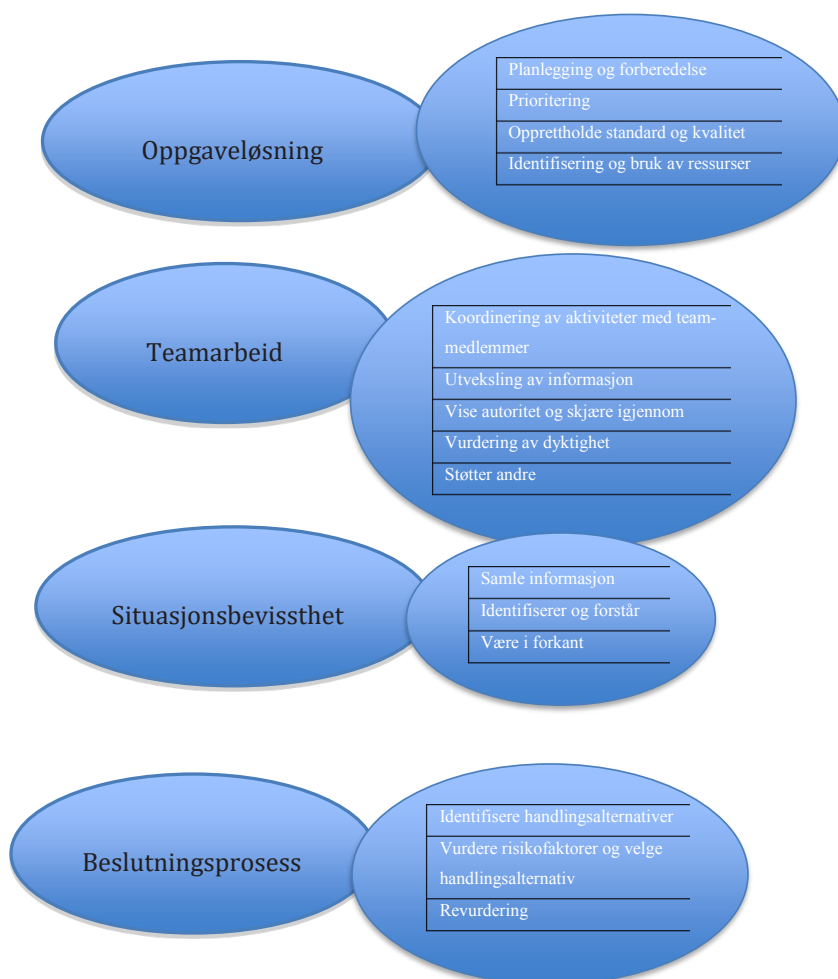 Oppgaveløsning
Planlegging og forberedelse
Prioritering
Opprettholde standard og kvalitet
Identifisering og bruk av ressurser
Teamarbeid
Koordinering av aktiviteter med team-
medlemmer
Utveksling av informasjon
Vise autoritet og skjære igjennom
Vurdering av dyktighet
Støtter andre
Situasjonsbevissthet
Samle informasjon
Identifiserer og forstår
Være i forkant
Beslutningsprosess
Identifisere handlingsalternativer
Vurdere risikofaktorer og velge
handlingsalternativ
Revurdering